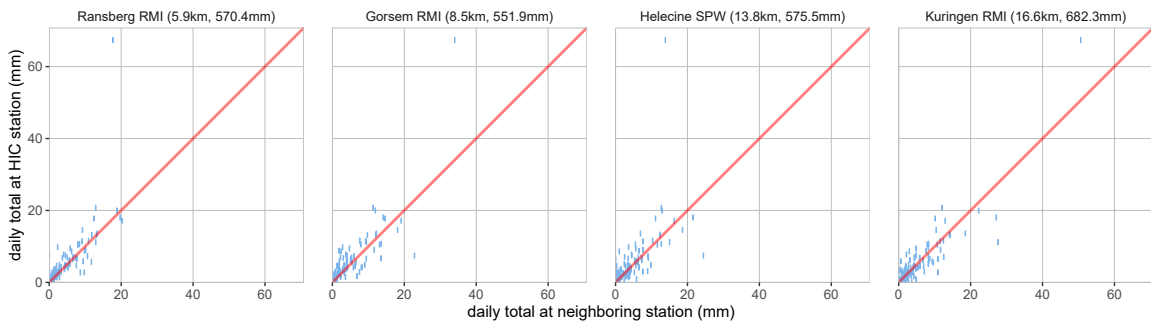 Ransberg RMI (5.9km, 570.4mm)
Gorsem RMI (8.5km, 551.9mm)
Helecine SPW (13.8km, 575.5mm)
Kuringen RMI (16.6km, 682.3mm)
daily total at HIC station (mm)
60
40
20
0
0 20 40 60
0 20 40 60
0 20 40 60
0 20 40 60
daily total at neighboring station (mm)